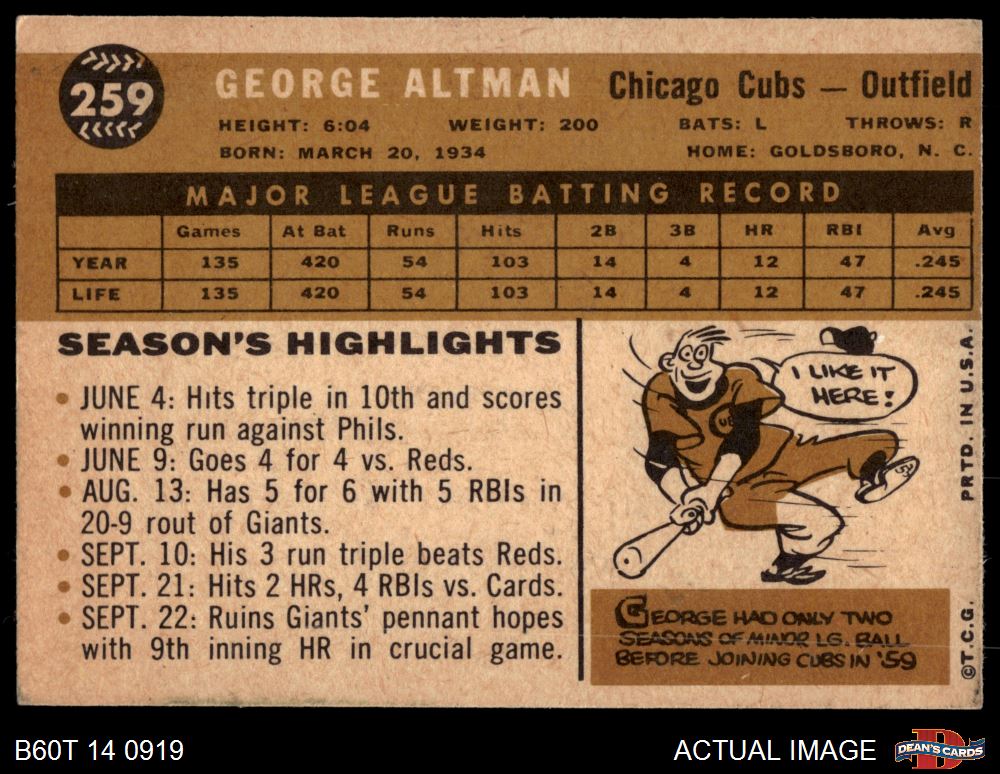 259
GEORGE ALTMAN Chicago Cubs — Outfield
HEIGHT: 6:04 WEIGHT: 200 BATS: L THROWS: R
BORN: MARCH 20, 1934 HOME: GOLDSBORO, N. C.
MAJOR LEAGUE BATTING RECORD
Games At Bat Runs Hits 2B 3B HR RBI Avg
YEAR 135 420 54 103 14 4 12 47 .245
LIFE 135 420 54 103 14 4 12 47 .245
SEASON'S HIGHLIGHTS
• JUNE 4: Hits triple in 10th and scores
winning run against Phils.
• JUNE 9: Goes 4 for 4 vs. Reds.
• AUG. 13: Has 5 for 6 with 5 RBIs in
20-9 rout of Giants.
• SEPT. 10: His 3 run triple beats Reds.
• SEPT. 21: Hits 2 HRs, 4 RBIs vs. Cards.
• SEPT. 22: Ruins Giants' pennant hopes
with 9th inning HR in crucial game.
I LIKE IT
HERE!
UB
GEORGE HAD ONLY TWO
SEASONS OF MINOR LG. BALL
BEFORE JOINING CUBS IN '59
©T.C.G. PRTD. IN U.S.A.
B60T 14 0919 ACTUAL IMAGE
D
DEAN'S CARDS